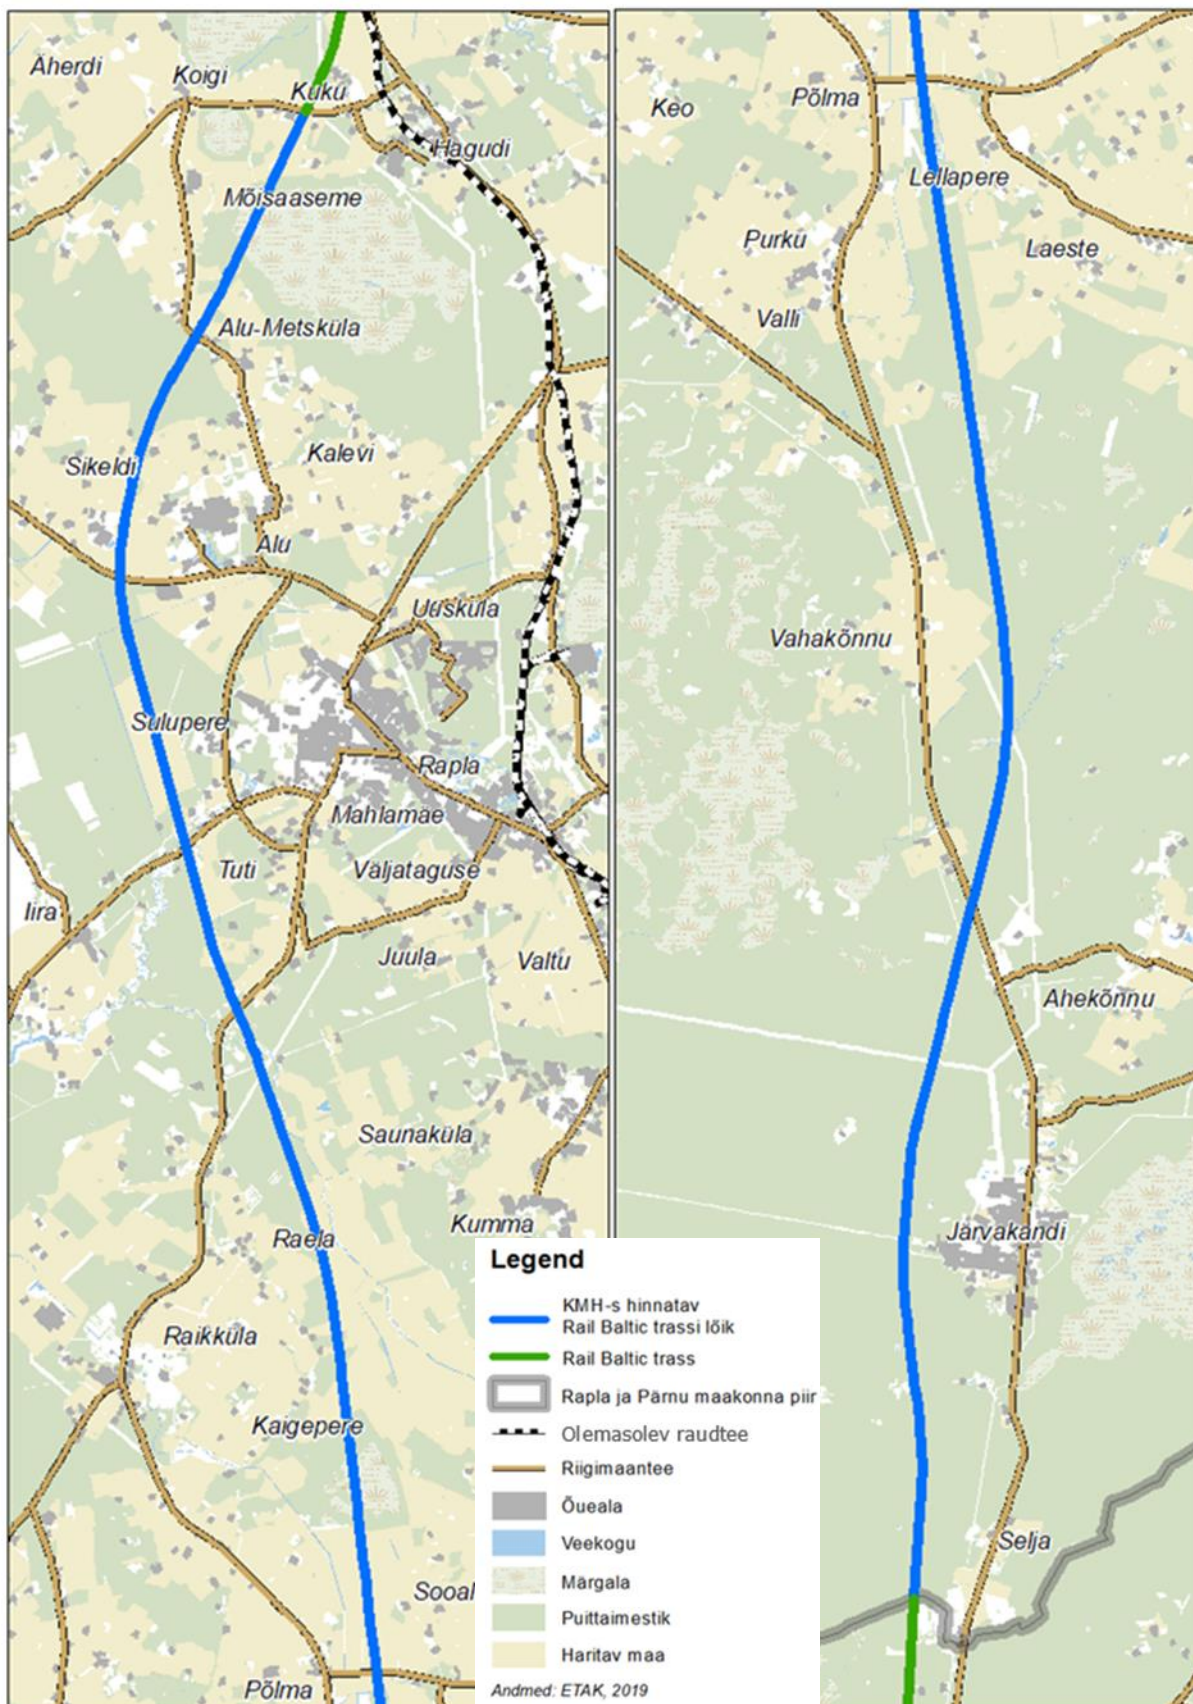 Äherdi
Koigi
Kuku
Hagudi
Mõisaaseme
Alu-Metsküla
Kalevi
Sikeldi
Alu
Uusküla
Sulupere
Rapla
Mahlamäe
Tuti
Väljataguse
Iira
Juula
Valtu
Saunaküla
Kumma
Raela
Raikküla
Kaigepere
Sooal
Põlma
Keo
Põlma
Lellapere
Purku
Laeste
Valli
Vahakõnnu
Ahekõnnu
Järvakandi
Selja
Legend
KMH-s hinnatav
Rail Baltic trassi lõik
Rail Baltic trass
Rapla ja Pärnu maakonna piir
Olemasolev raudtee
Riigimaantee
Õueala
Veekogu
Märgala
Puittaimestik
Haritav maa
Andmed: ETAK, 2019